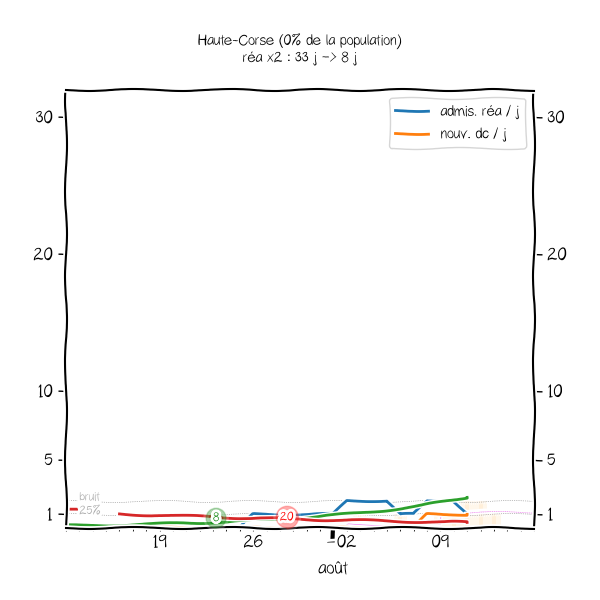 Haute-Corse (0% de la population)
réa x2 : 33 j -> 8 j
admis. réa / j
nouv. dc / j
30
30
20
20
10
10
5
5
bruit
25%
1
1
8
20
19
26
02
09
août